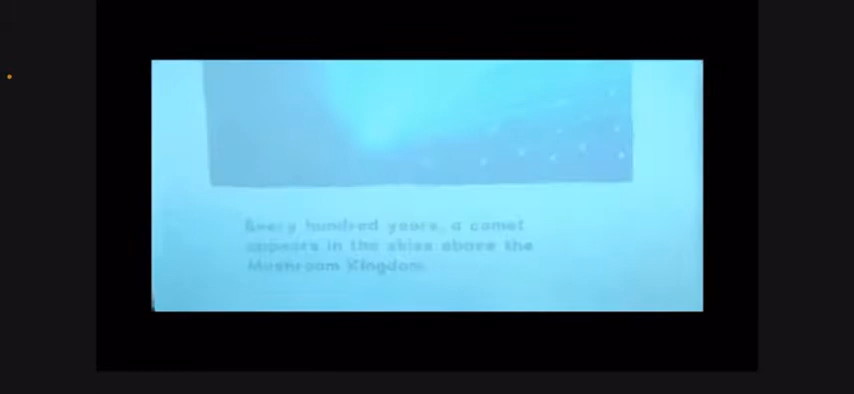 Every hundred years, a comet
appears in the skies above the
Mushroom Kingdom.